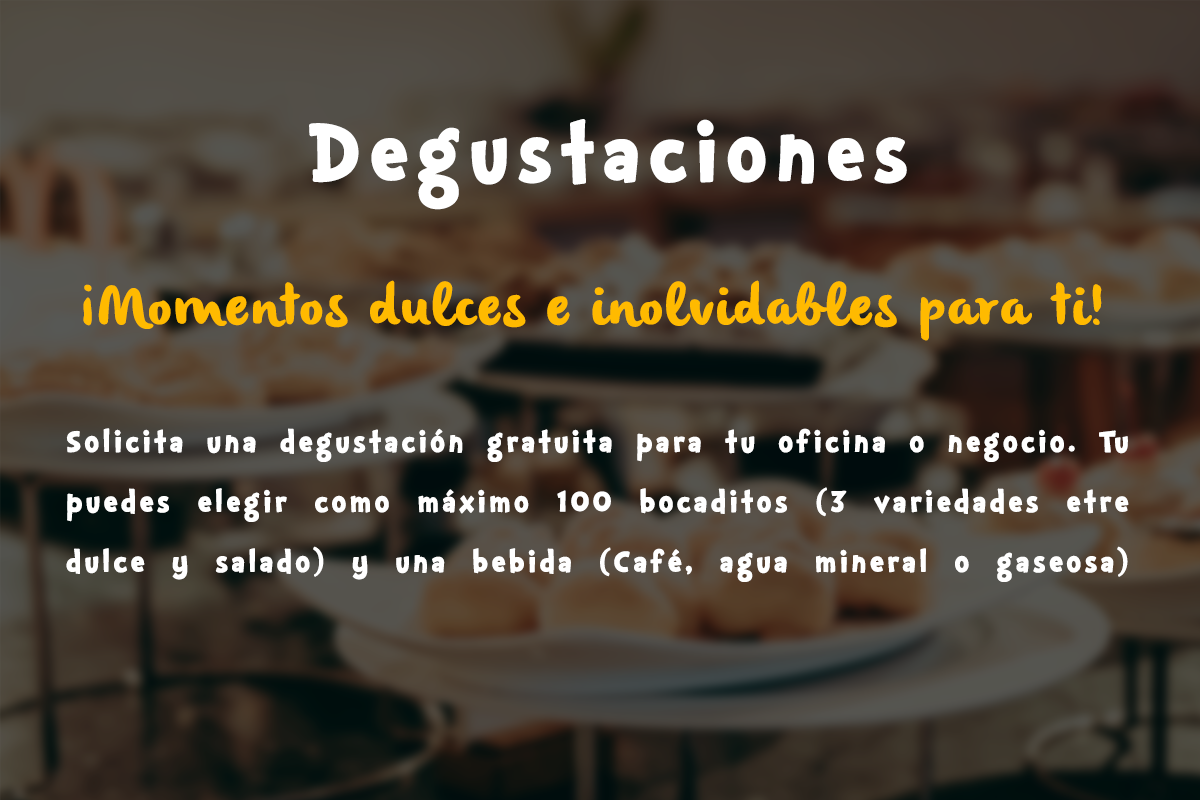 Degustaciones
¡Momentos dulces e inolvidables para ti!
Solicita una degustación gratuita para tu oficina o negocio. Tu
puedes elegir como máximo 100 bocaditos (3 variedades etre
dulce y salado) y una bebida (Café, agua mineral o gaseosa)